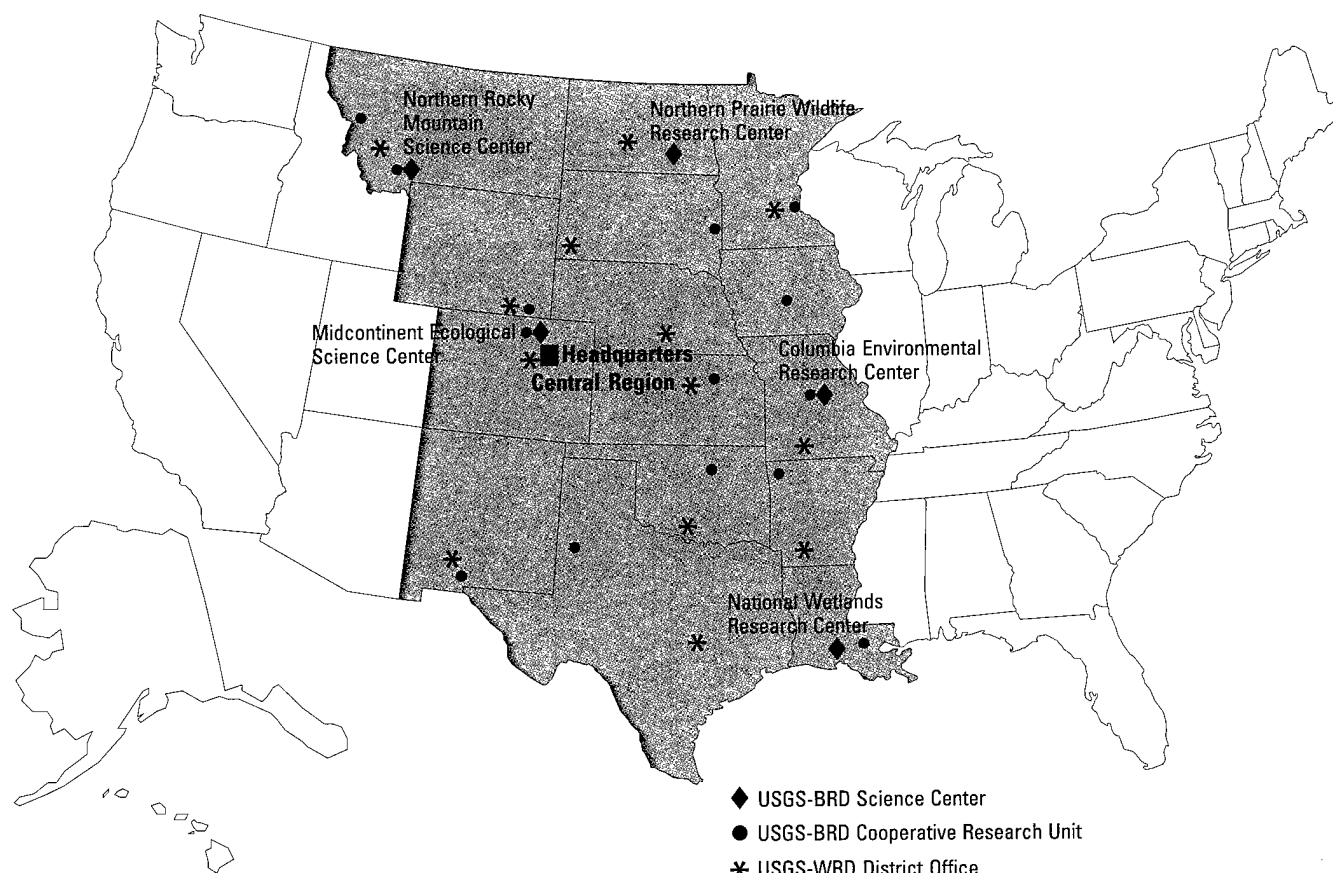 Northern Rocky
Mountain
Science Center
Northern Prairie Wildlife
Research Center
Midcontinent Ecological
Science Center
Headquarters
Central Region
Columbia Environmental
Research Center
National Wetlands
Research Center
USGS-BRD Science Center
USGS-BRD Cooperative Research Unit
USGS-WRD District Office